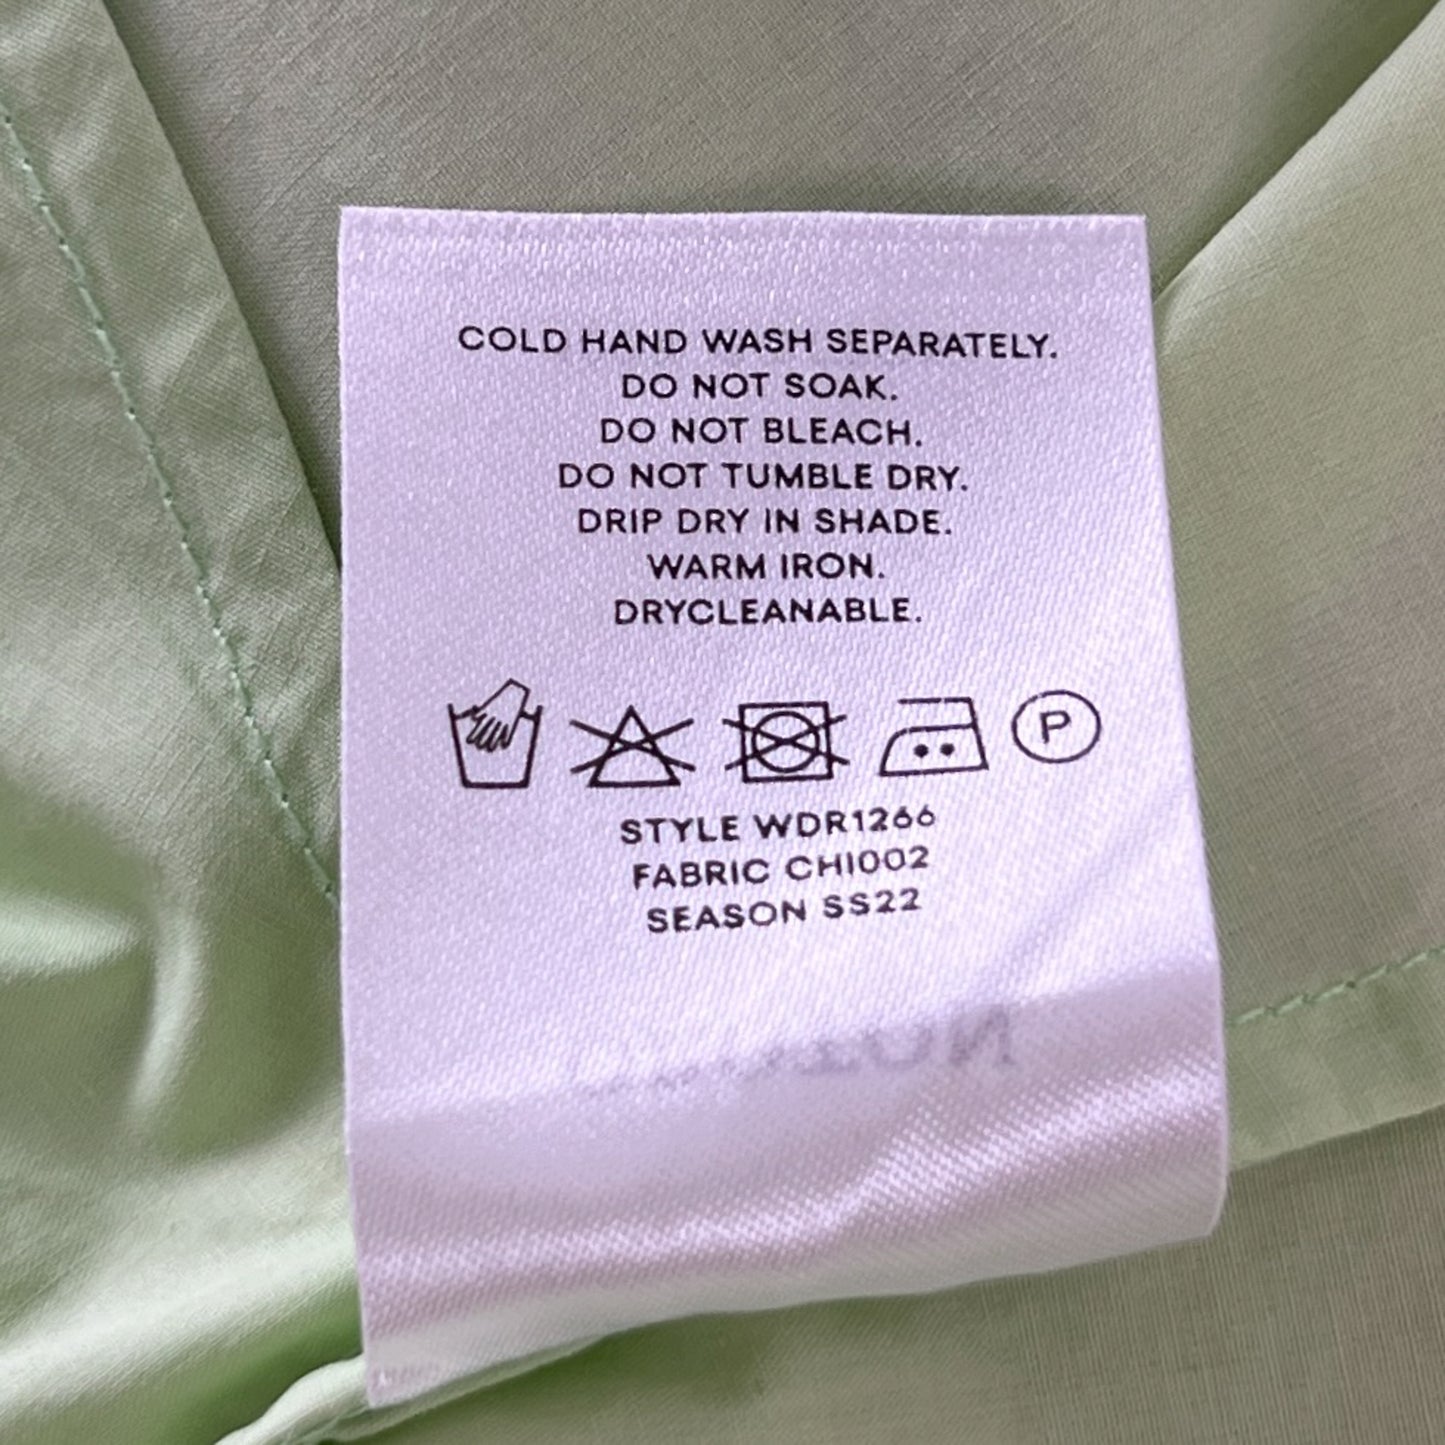 COLD HAND WASH SEPARATELY.
DO NOT SOAK.
DO NOT BLEACH.
DO NOT TUMBLE DRY.
DRIP DRY IN SHADE.
WARM IRON.
DRYCLEANABLE.
P
STYLE WDR1266
FABRIC CHI002
SEASON SS22